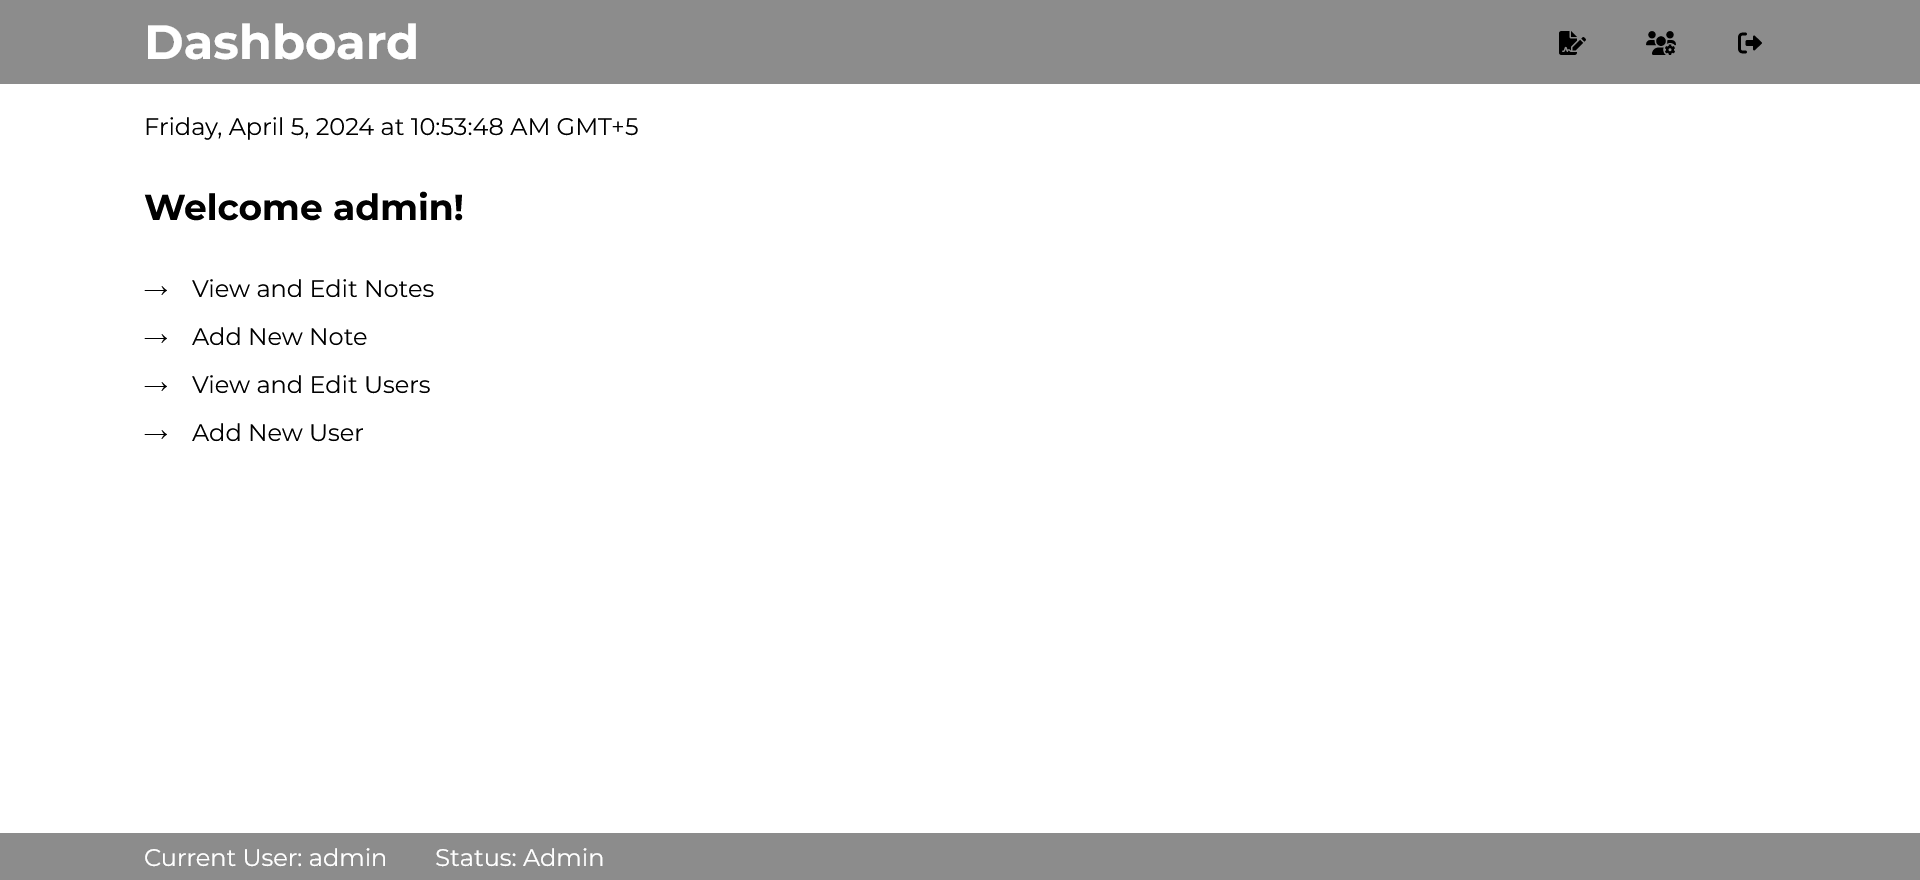 Dashboard
Friday, April 5, 2024 at 10:53:48 AM GMT+5
Welcome admin!
→ View and Edit Notes
→ Add New Note
→ View and Edit Users
→ Add New User
Current User: admin Status: Admin